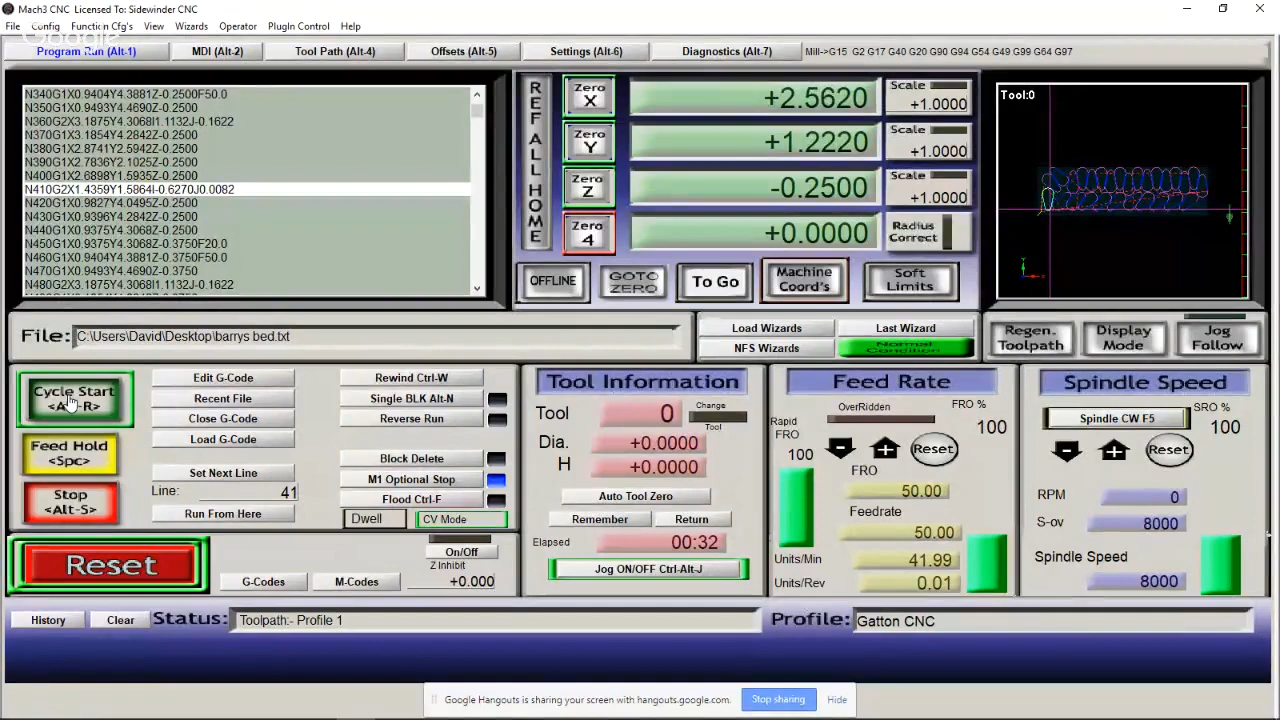 Mach3 CNC Licensed To: Sidewinder CNC
File Config Function Cfg's View Wizards Operator PlugIn Control Help
Program Run (Alt-1) MDI (Alt-2) Tool Path (Alt-4) Offsets (Alt-5) Settings (Alt-6) Diagnostics (Alt-7) Mill->G15 G2 G17 G40 G20 G90 G94 G54 G49 G99 G64 G97
N340G1X0.9404Y4.3881Z-0.2500F50.0
N350G1X0.9493Y4.4690Z-0.2500
N360G2X3.1875Y4.3068I1.1132J-0.1622
N370G1X3.1854Y4.2842Z-0.2500
N380G1X2.8741Y2.5942Z-0.2500
N390G1X2.7836Y2.1025Z-0.2500
N400G1X2.6898Y1.5935Z-0.2500
N410G2X1.4359Y1.5864I-0.6270J0.0082
N420G1X0.9827Y4.0495Z-0.2500
N430G1X0.9396Y4.2842Z-0.2500
N440G1X0.9375Y4.3068Z-0.2500
N450G1X0.9375Y4.3068Z-0.3750F20.0
N460G1X0.9375Y4.3068Z-0.3750F50.0
N470G1X0.9493Y4.4690Z-0.3750
N480G2X3.1875Y4.3068I1.1132J-0.1622
REF ALL HOME
Zero X +2.5620 Scale +1.0000
Zero Y +1.2220 Scale +1.0000
Zero Z -0.2500 Scale +1.0000
Zero 4 +0.0000 Radius Correct
OFFLINE GOTO ZERO To Go Machine Coord's Soft Limits
Tool:0
File: C:\Users\David\Desktop\barrys bed.txt
Load Wizards Last Wizard
NFS Wizards Normal Condition
Regen. Toolpath Display Mode Jog Follow
Cycle Start
Feed Hold
<Spc>
Stop
<Alt-S>
Reset
Edit G-Code
Recent File
Close G-Code
Load G-Code
Set Next Line
Line: 41
Run From Here
Rewind Ctrl-W
Single BLK Alt-N
Reverse Run
Block Delete
M1 Optional Stop
Flood Ctrl-F
Dwell CV Mode
On/Off
Z Inhibit
+0.000
G-Codes M-Codes
Tool Information
Tool 0 Change Tool
Dia. +0.0000
H +0.0000
Auto Tool Zero
Remember Return
Elapsed 00:32
Jog ON/OFF Ctrl-Alt-J
Feed Rate
OverRidden FRO % 100
Rapid FRO 100
Reset
FRO
50.00
Feedrate
50.00
Units/Min 41.99
Units/Rev 0.01
Spindle Speed
Spindle CW F5 SRO % 100
Reset
RPM 0
S-ov 8000
Spindle Speed
8000
History Clear Status: Toolpath:- Profile 1 Profile: Gatton CNC
Google Hangouts is sharing your screen with hangouts.google.com. Stop sharing Hide